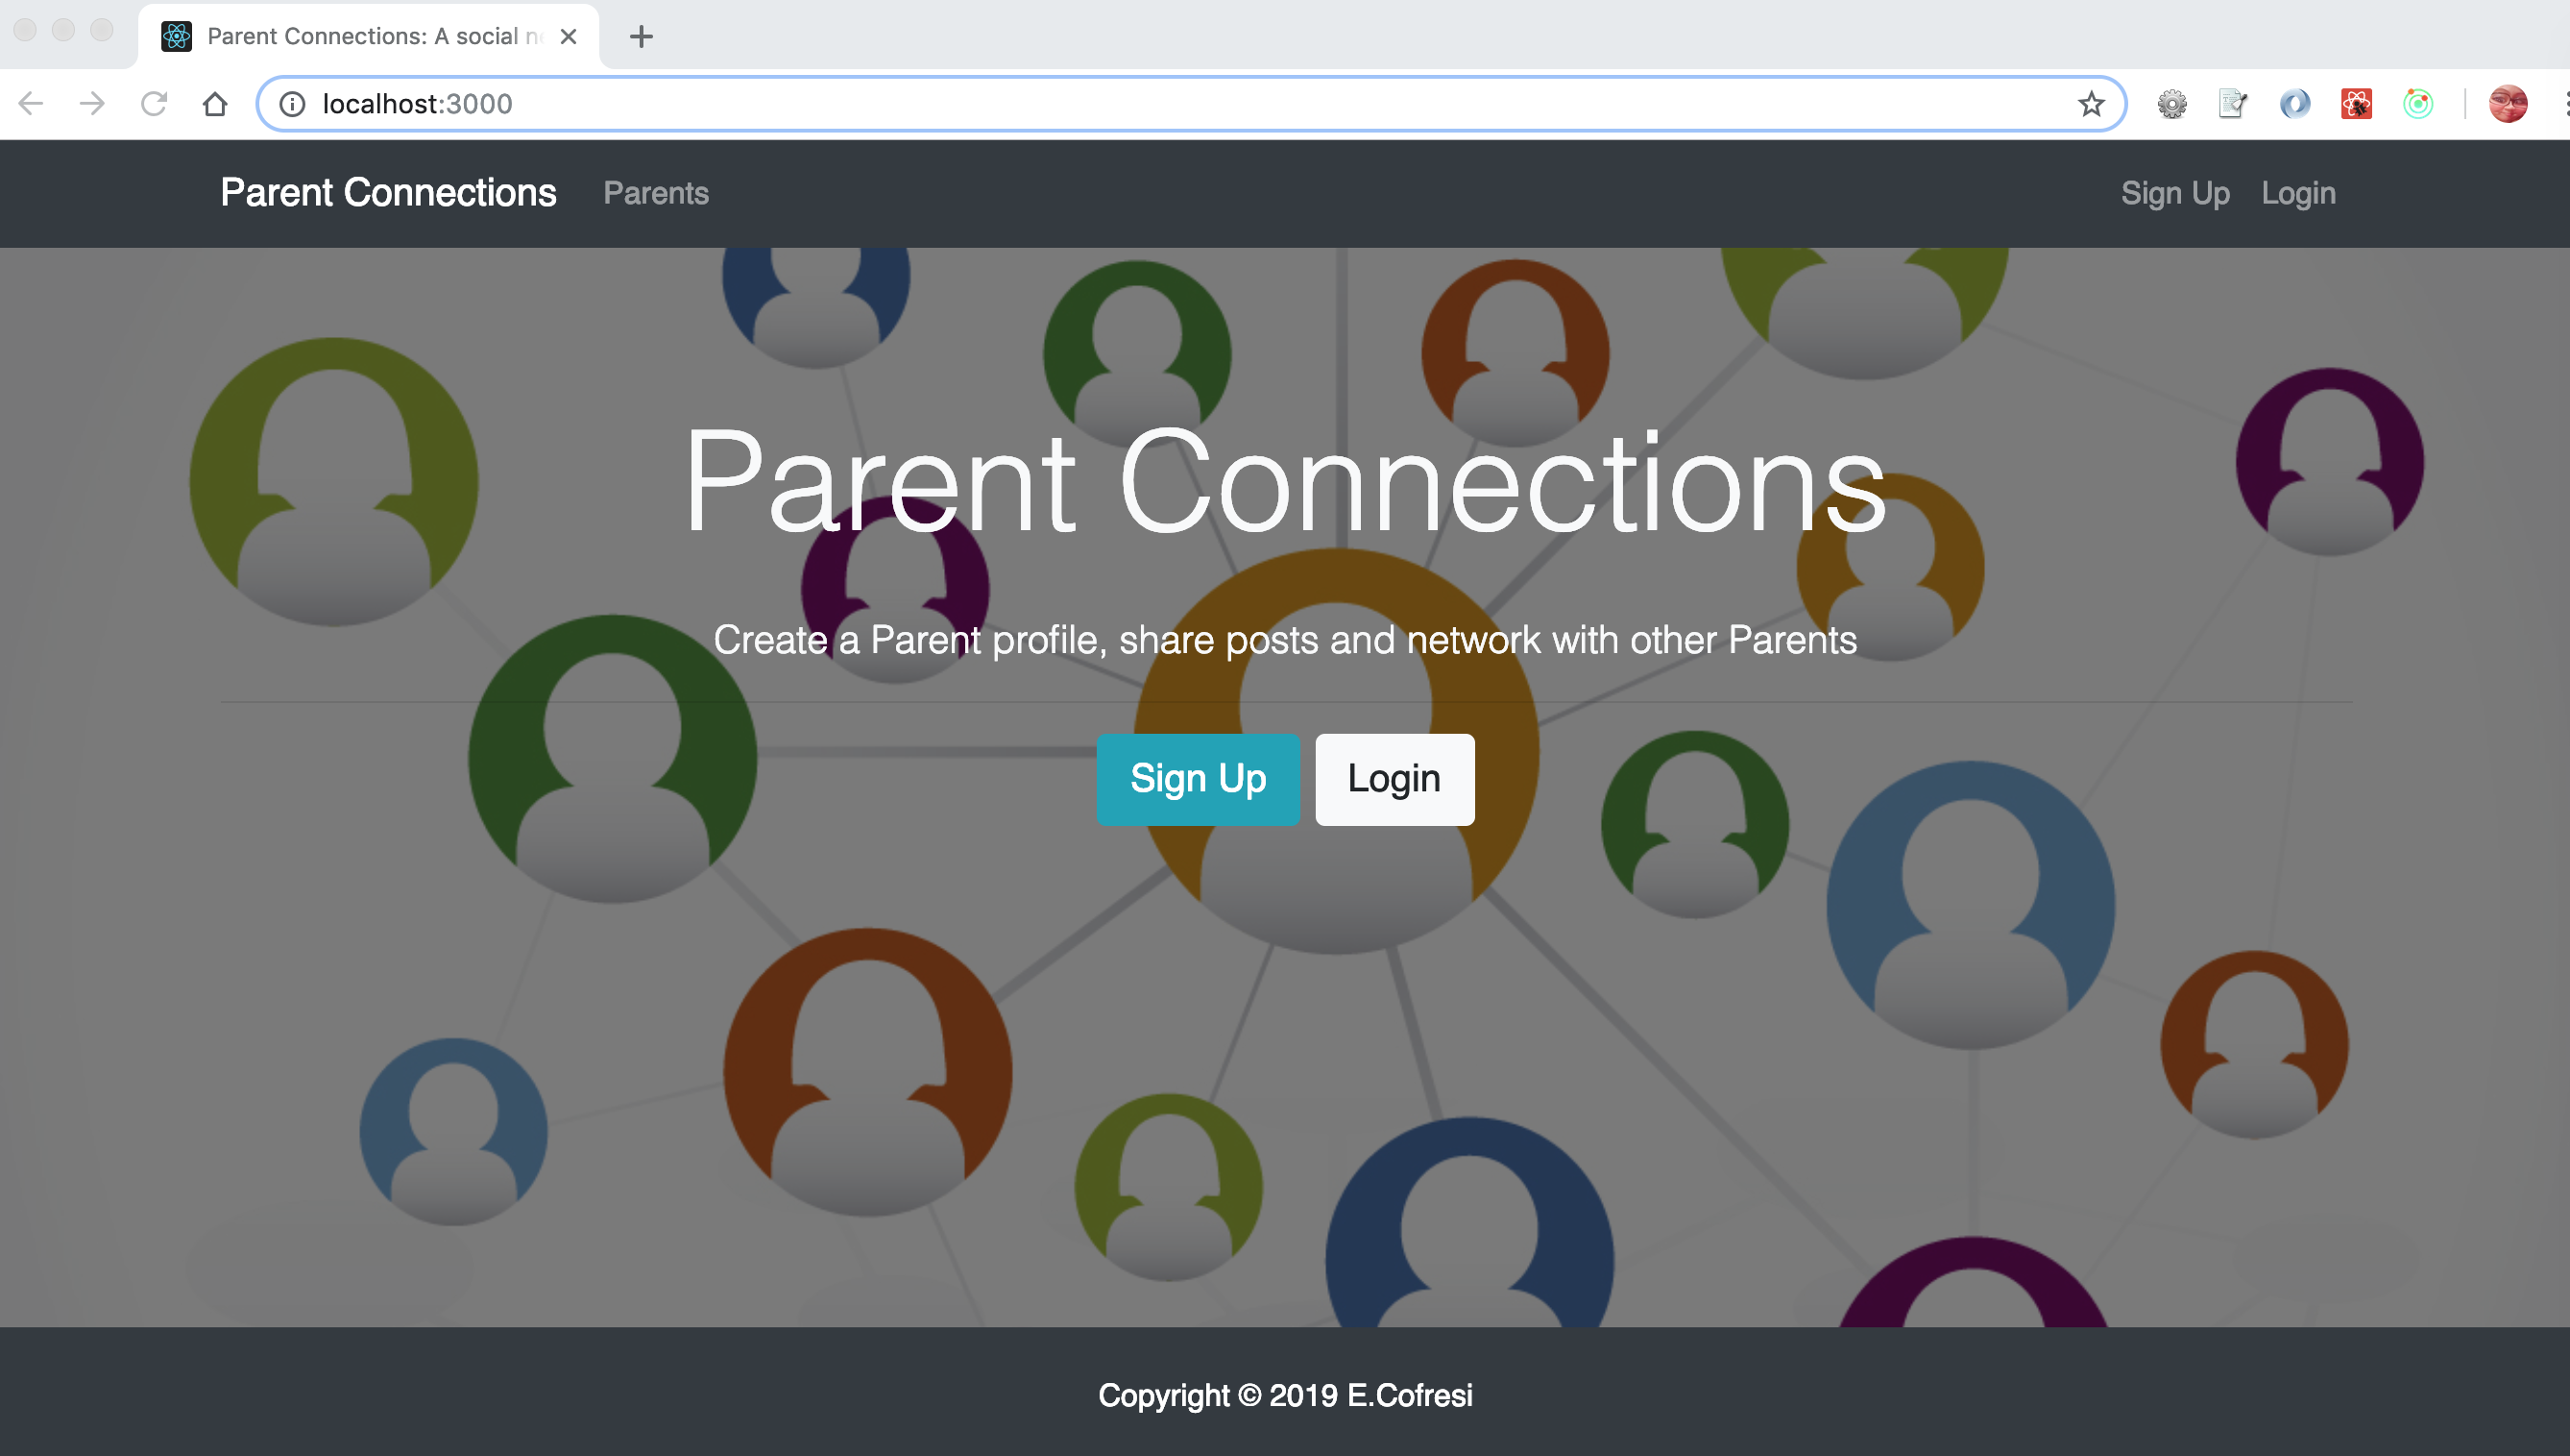 Parent Connections: A social n
localhost:3000
Parent Connections Parents Sign Up Login
Parent Connections
Create a Parent profile, share posts and network with other Parents
Sign Up Login
Copyright © 2019 E.Cofresi